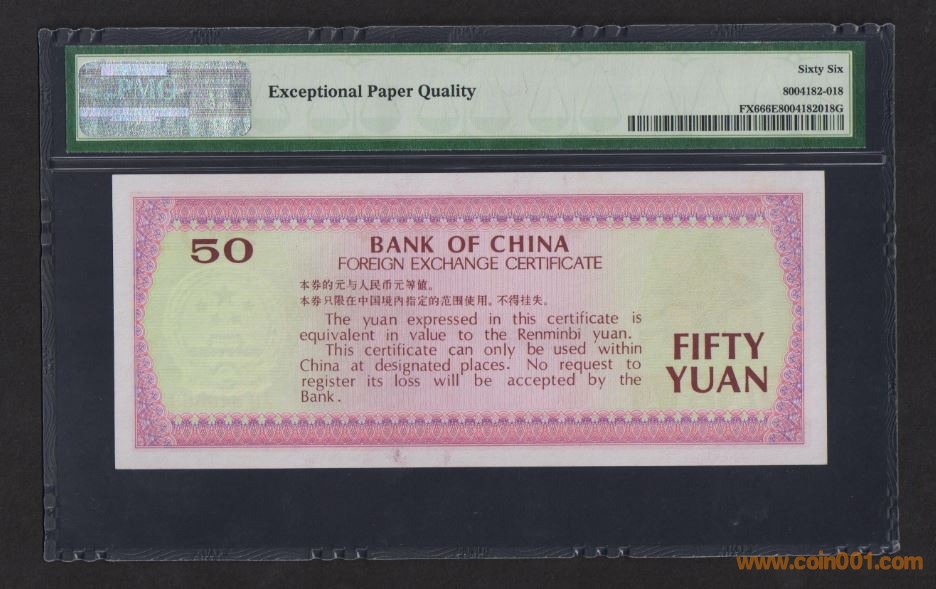 PMG
Exceptional Paper Quality
Sixty Six
8004182-018
FX666E8004182018G
50
BANK OF CHINA
FOREIGN EXCHANGE CERTIFICATE
本券的元与人民币元等值。
本券只限在中国境内指定的范围使用。不得挂失。
The yuan expressed in this certificate is
equivalent in value to the Renminbi yuan.
This certificate can only be used within
China at designated places. No request to
register its loss will be accepted by the
Bank.
FIFTY
YUAN
www.coin001.com